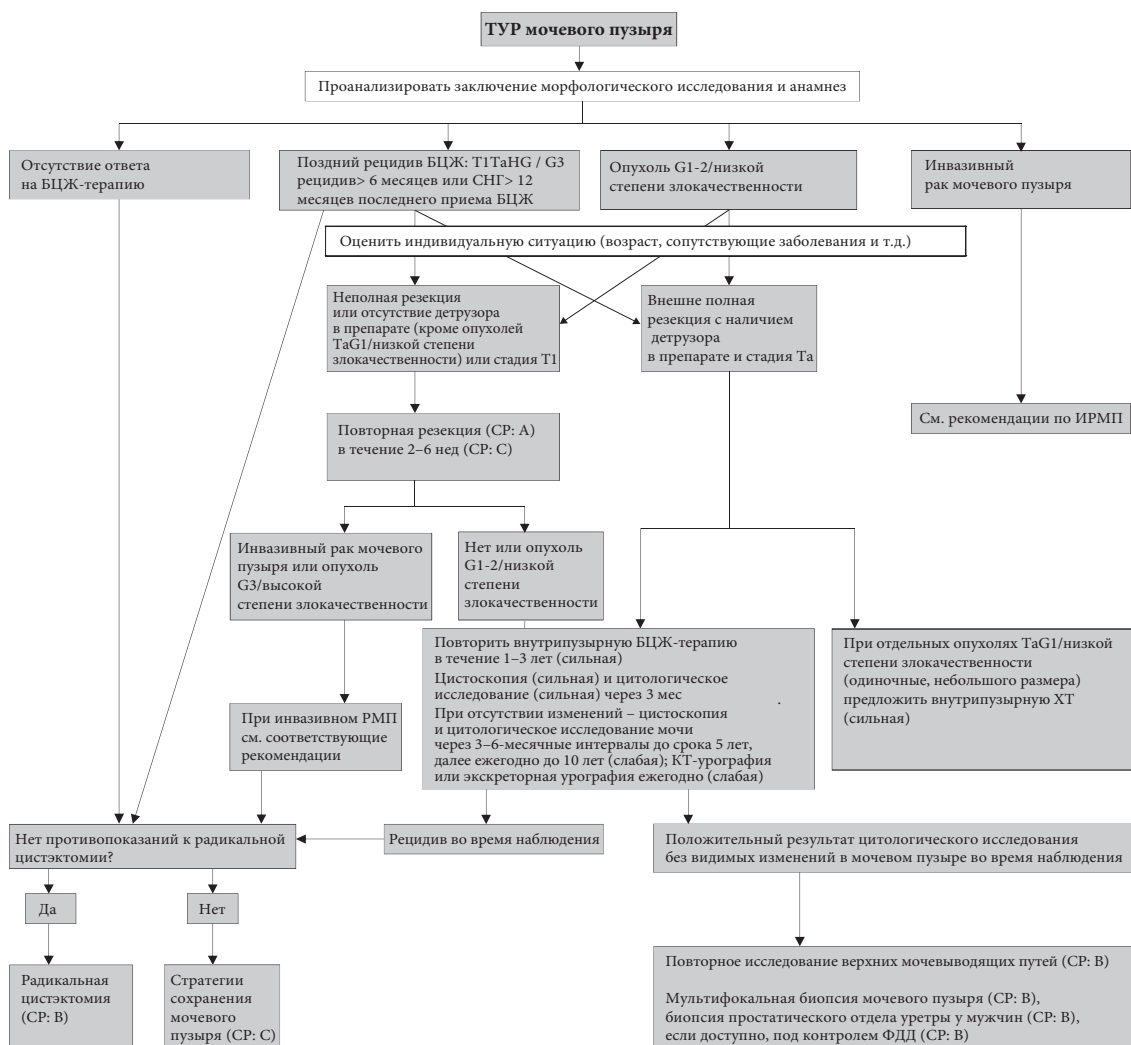 ТУР мочевого пузыря
Проанализировать заключение морфологического исследования и анамнез
Отсутствие ответа
на БЦЖ-терапию
Поздний рецидив БЦЖ: T1TaHG / G3
рецидив> 6 месяцев или СНГ> 12
месяцев последнего приема БЦЖ
Опухоль G1-2/низкой
степени злокачественности
Инвазивный
рак мочевого пузыря
Оценить индивидуальную ситуацию (возраст, сопутствующие заболевания и т.д.)
Неполная резекция
или отсутствие детрузора
в препарате (кроме опухолей
TaG1/низкой степени
злокачественности) или стадия Т1
Внешне полная
резекция с наличием
детрузора
в препарате и стадия Та
См. рекомендации по ИРМП
Повторная резекция (СР: А)
в течение 2–6 нед (СР: С)
Инвазивный рак мочевого
пузыря или опухоль
G3/высокой
степени злокачественности
Нет или опухоль
G1-2/низкой
степени
злокачественности
Повторить внутрипузырную БЦЖ-терапию
в течение 1–3 лет (сильная)
Цистоскопия (сильная) и цитологическое
исследование (сильная) через 3 мес
При отсутствии изменений – цистоскопия
и цитологическое исследование мочи
через 3–6-месячные интервалы до срока 5 лет,
далее ежегодно до 10 лет (слабая); КТ-урография
или экскреторная урография ежегодно (слабая)
При отдельных опухолях TaG1/низкой
степени злокачественности
(одиночные, небольшого размера)
предложить внутрипузырную ХТ
(сильная)
При инвазивном РМП
см. соответствующие
рекомендации
Нет противопоказаний к радикальной
цистэктомии?
Рецидив во время наблюдения
Положительный результат цитологического исследования
без видимых изменений в мочевом пузыре во время наблюдения
Да
Нет
Радикальная
цистэктомия
(СР: В)
Стратегии
сохранения
мочевого
пузыря (СР: С)
Повторное исследование верхних мочевыводящих путей (СР: В)
Мультифокальная биопсия мочевого пузыря (СР: В),
биопсия простатического отдела уретры у мужчин (СР: В),
если доступно, под контролем ФДД (СР: В)